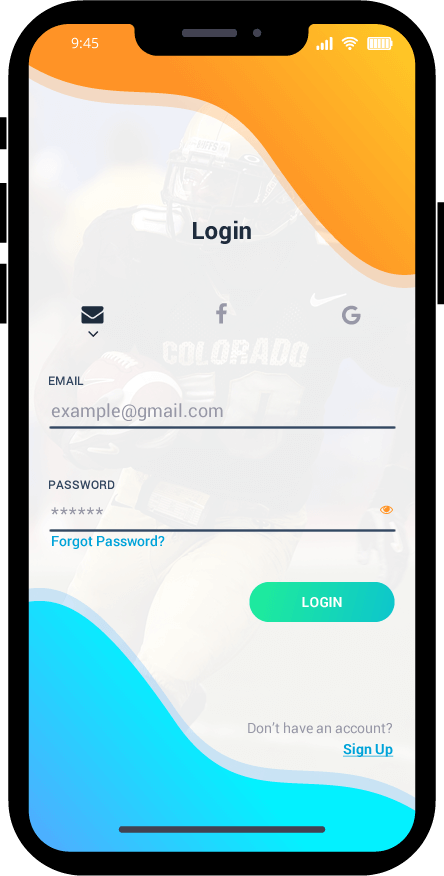 9:45
Login
COLORADO
EMAIL
example@gmail.com
PASSWORD
******
Forgot Password?
LOGIN
Don't have an account?
Sign Up